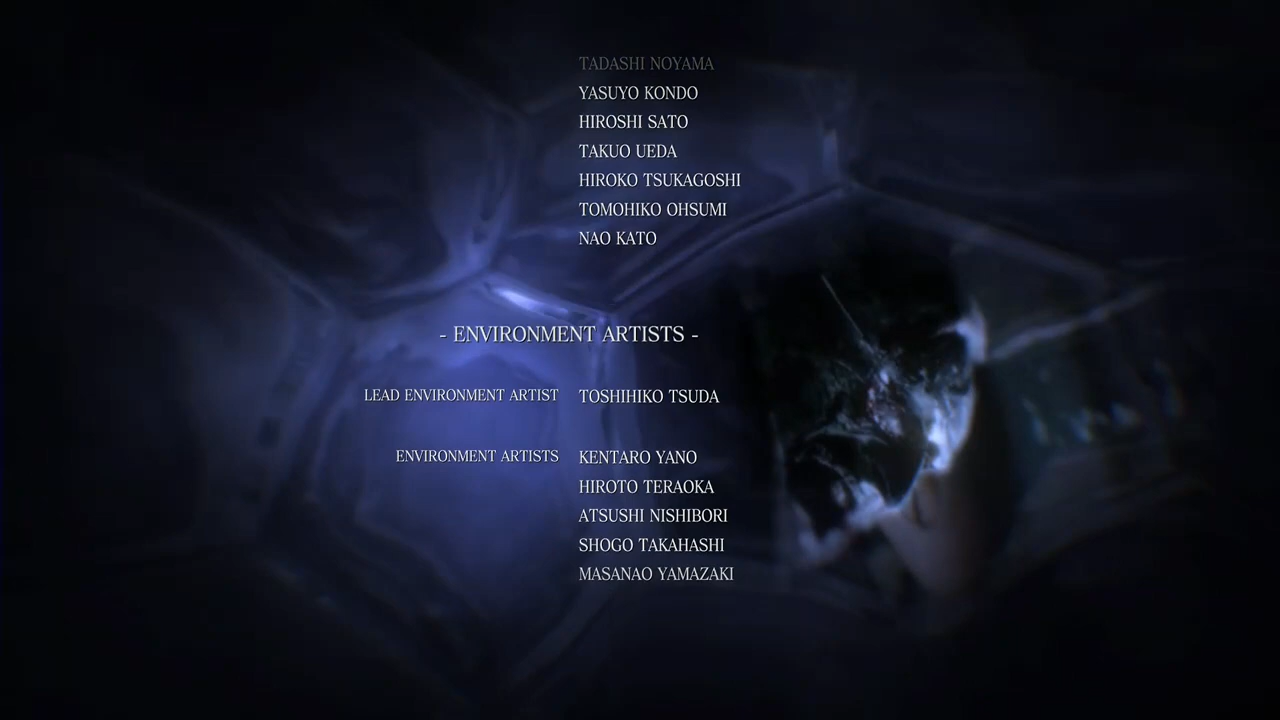 TADASHI NOYAMA
YASUYO KONDO
HIROSHI SATO
TAKUO UEDA
HIROKO TSUKAGOSHI
TOMOHIKO OHSUMI
NAO KATO
- ENVIRONMENT ARTISTS -
LEAD ENVIRONMENT ARTIST TOSHIHIKO TSUDA
ENVIRONMENT ARTISTS KENTARO YANO
HIROTO TERAOKA
ATSUSHI NISHIBORI
SHOGO TAKAHASHI
MASANAO YAMAZAKI